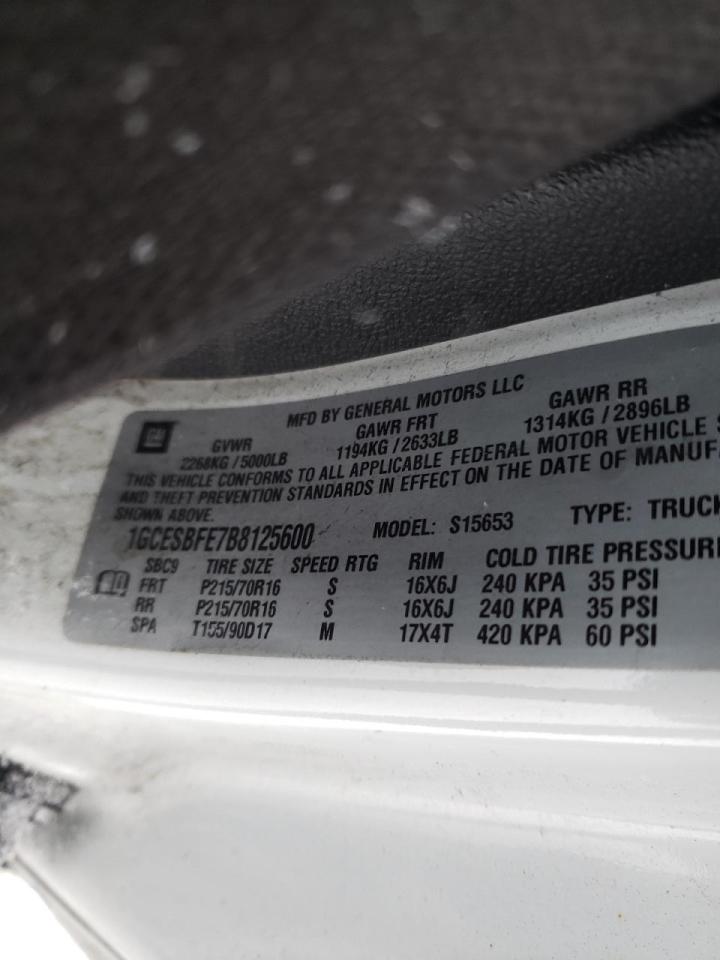 MFD BY GENERAL MOTORS LLC
GM GVWR GAWR FRT GAWR RR
2268KG / 5000LB 1194KG / 2633LB 1314KG / 2896LB
THIS VEHICLE CONFORMS TO ALL APPLICABLE FEDERAL MOTOR VEHICLE S
AND THEFT PREVENTION STANDARDS IN EFFECT ON THE DATE OF MANUF
SHOWN ABOVE.
1GCESBFE7B8125600 MODEL: S15653 TYPE: TRUCK
SBC9 TIRE SIZE SPEED RTG RIM COLD TIRE PRESSURE
FRT P215/70R16 S 16X6J 240 KPA 35 PSI
RR P215/70R16 S 16X6J 240 KPA 35 PSI
SPA T155/90D17 M 17X4T 420 KPA 60 PSI